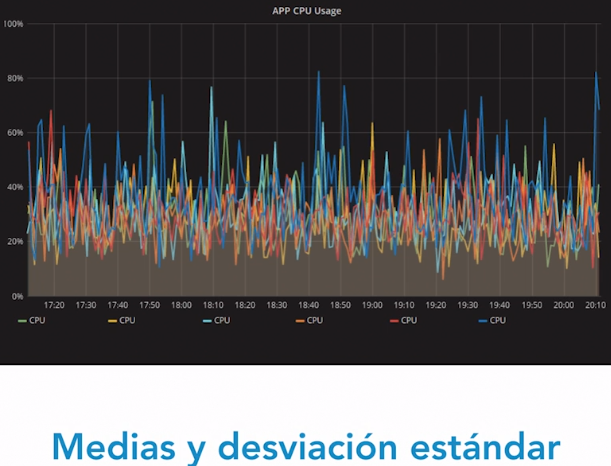 APP CPU Usage
100%
80%
60%
40%
20%
0%
17:20 17:30 17:40 17:50 18:00 18:10 18:20 18:30 18:40 18:50 19:00 19:10 19:20 19:30 19:40 19:50 20:00 20:10
CPU CPU CPU CPU CPU CPU
Medias y desviación estándar